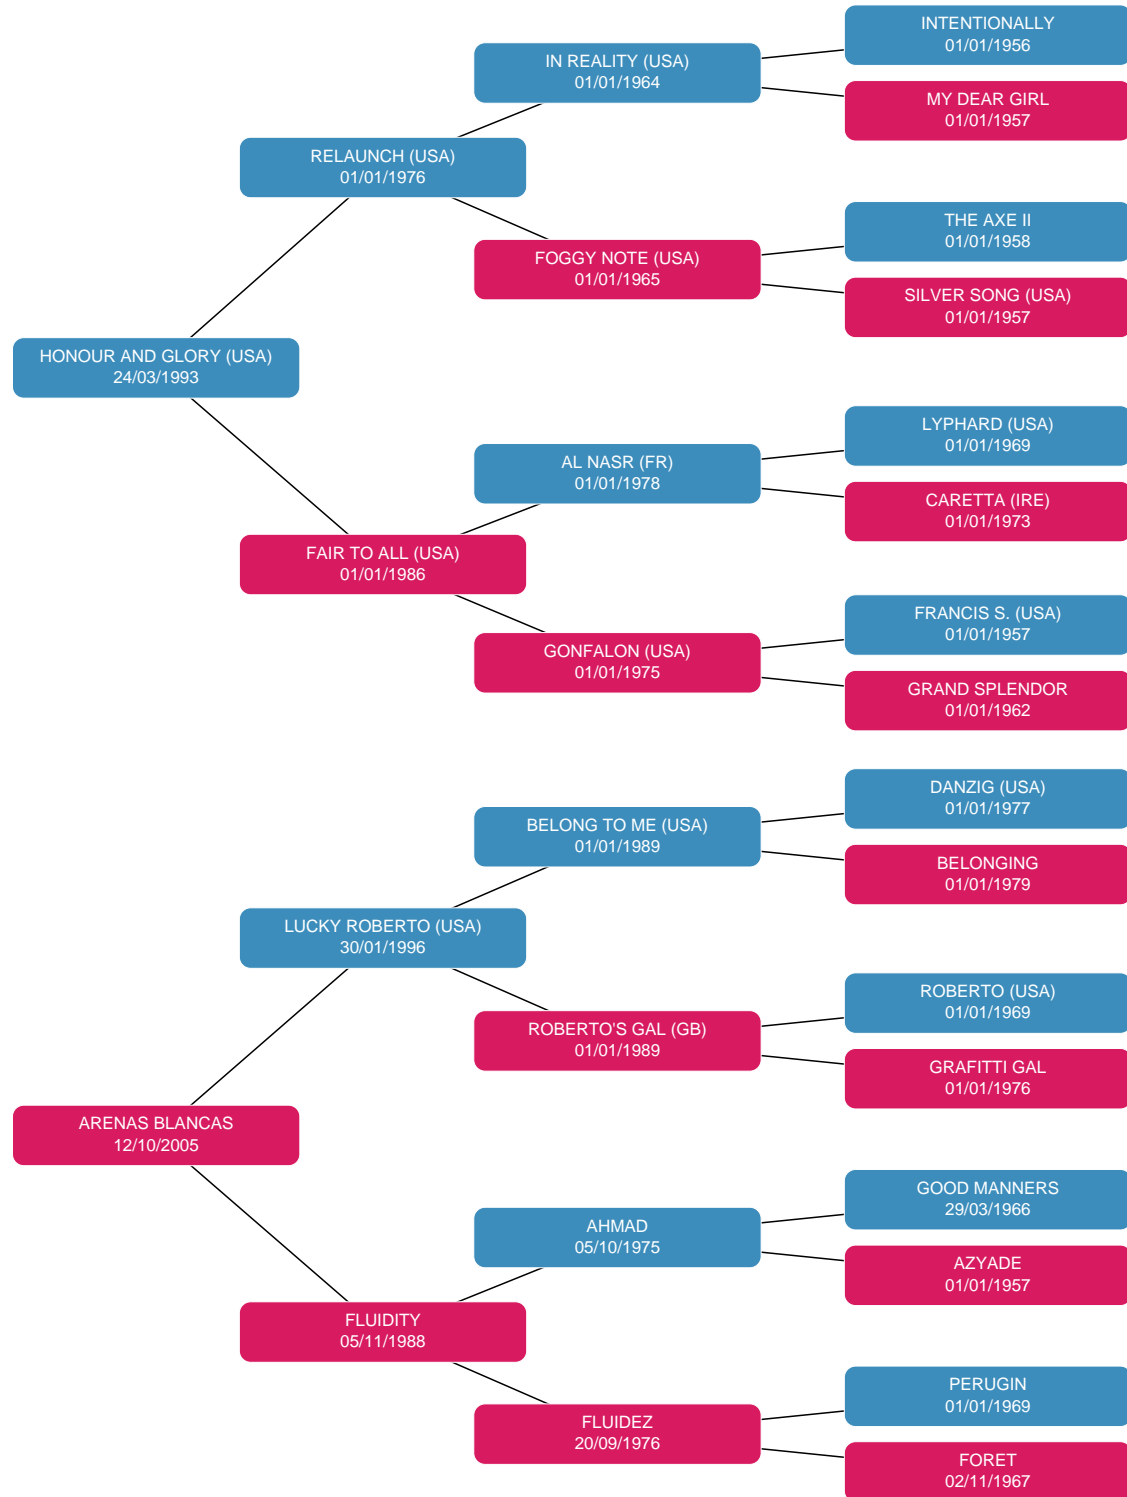 INTENTIONALLY
01/01/1956
IN REALITY (USA)
01/01/1964
MY DEAR GIRL
01/01/1957
RELAUNCH (USA)
01/01/1976
THE AXE II
01/01/1958
FOGGY NOTE (USA)
01/01/1965
SILVER SONG (USA)
01/01/1957
HONOUR AND GLORY (USA)
24/03/1993
LYPHARD (USA)
01/01/1969
AL NASR (FR)
01/01/1978
CARETTA (IRE)
01/01/1973
FAIR TO ALL (USA)
01/01/1986
FRANCIS S. (USA)
01/01/1957
GONFALON (USA)
01/01/1975
GRAND SPLENDOR
01/01/1962
DANZIG (USA)
01/01/1977
BELONG TO ME (USA)
01/01/1989
BELONGING
01/01/1979
LUCKY ROBERTO (USA)
30/01/1996
ROBERTO (USA)
01/01/1969
ROBERTO'S GAL (GB)
01/01/1989
GRAFITTI GAL
01/01/1976
ARENAS BLANCAS
12/10/2005
GOOD MANNERS
29/03/1966
AHMAD
05/10/1975
AZYADE
01/01/1957
FLUIDITY
05/11/1988
PERUGIN
01/01/1969
FLUIDEZ
20/09/1976
FORET
02/11/1967